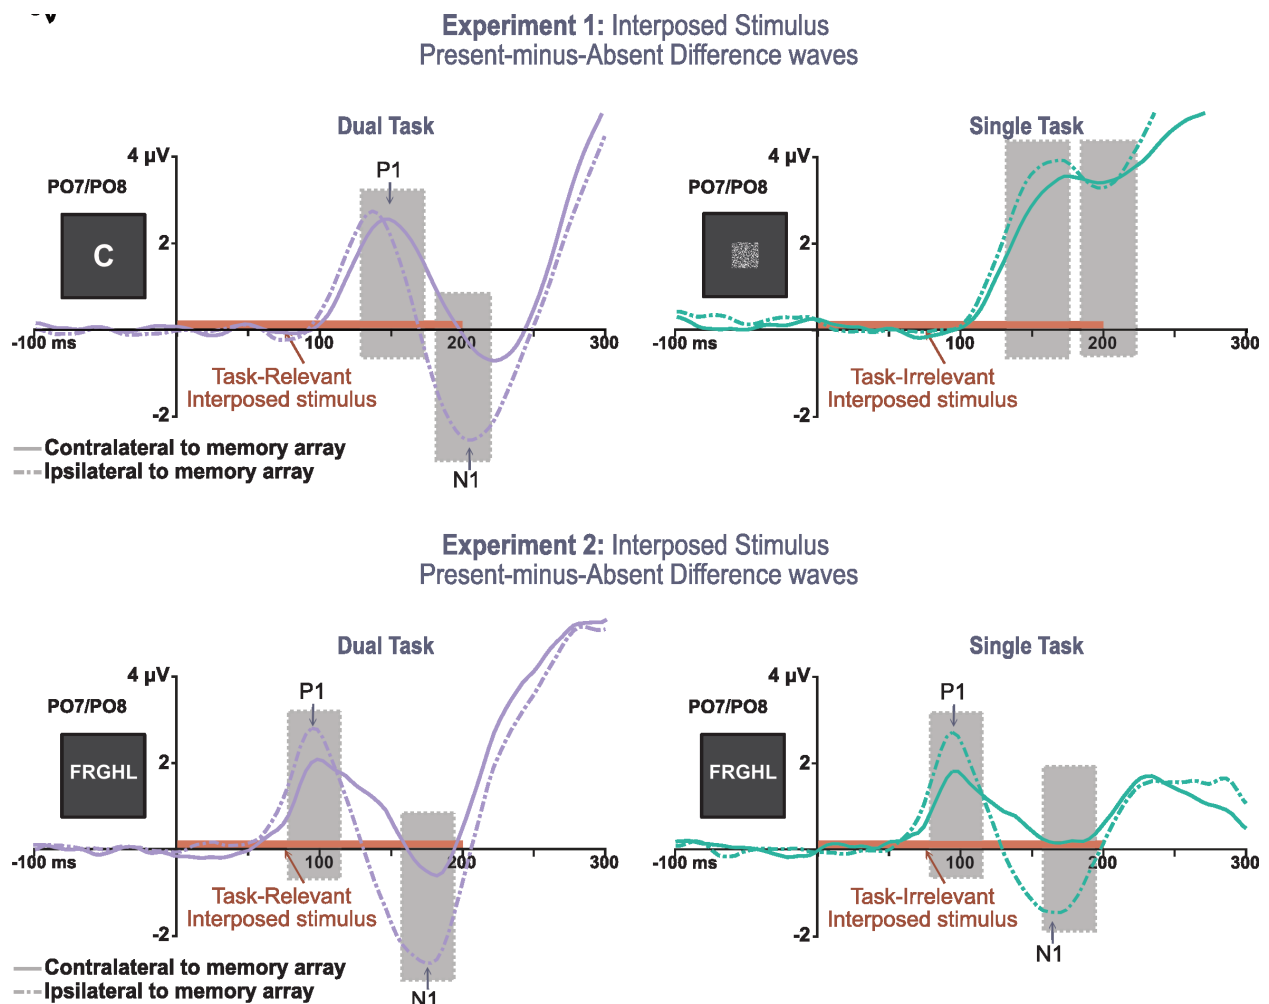 Experiment 1: Interposed Stimulus
Present-minus-Absent Difference waves
Dual Task
4 µV
P1
PO7/PO8
C
2
-100 ms
100
200
300
Task-Relevant
Interposed stimulus
-2
Contralateral to memory array
Ipsilateral to memory array
N1
Single Task
4 µV
PO7/PO8
2
-100 ms
100
200
300
Task-Irrelevant
Interposed stimulus
-2
Experiment 2: Interposed Stimulus
Present-minus-Absent Difference waves
Dual Task
4 µV
P1
PO7/PO8
2
FRGHL
-100 ms
100
200
300
Task-Relevant
Interposed stimulus
-2
Contralateral to memory array
Ipsilateral to memory array
N1
Single Task
4 µV
P1
PO7/PO8
2
FRGHL
-100 ms
100
200
300
Task-Irrelevant
Interposed stimulus
-2
N1